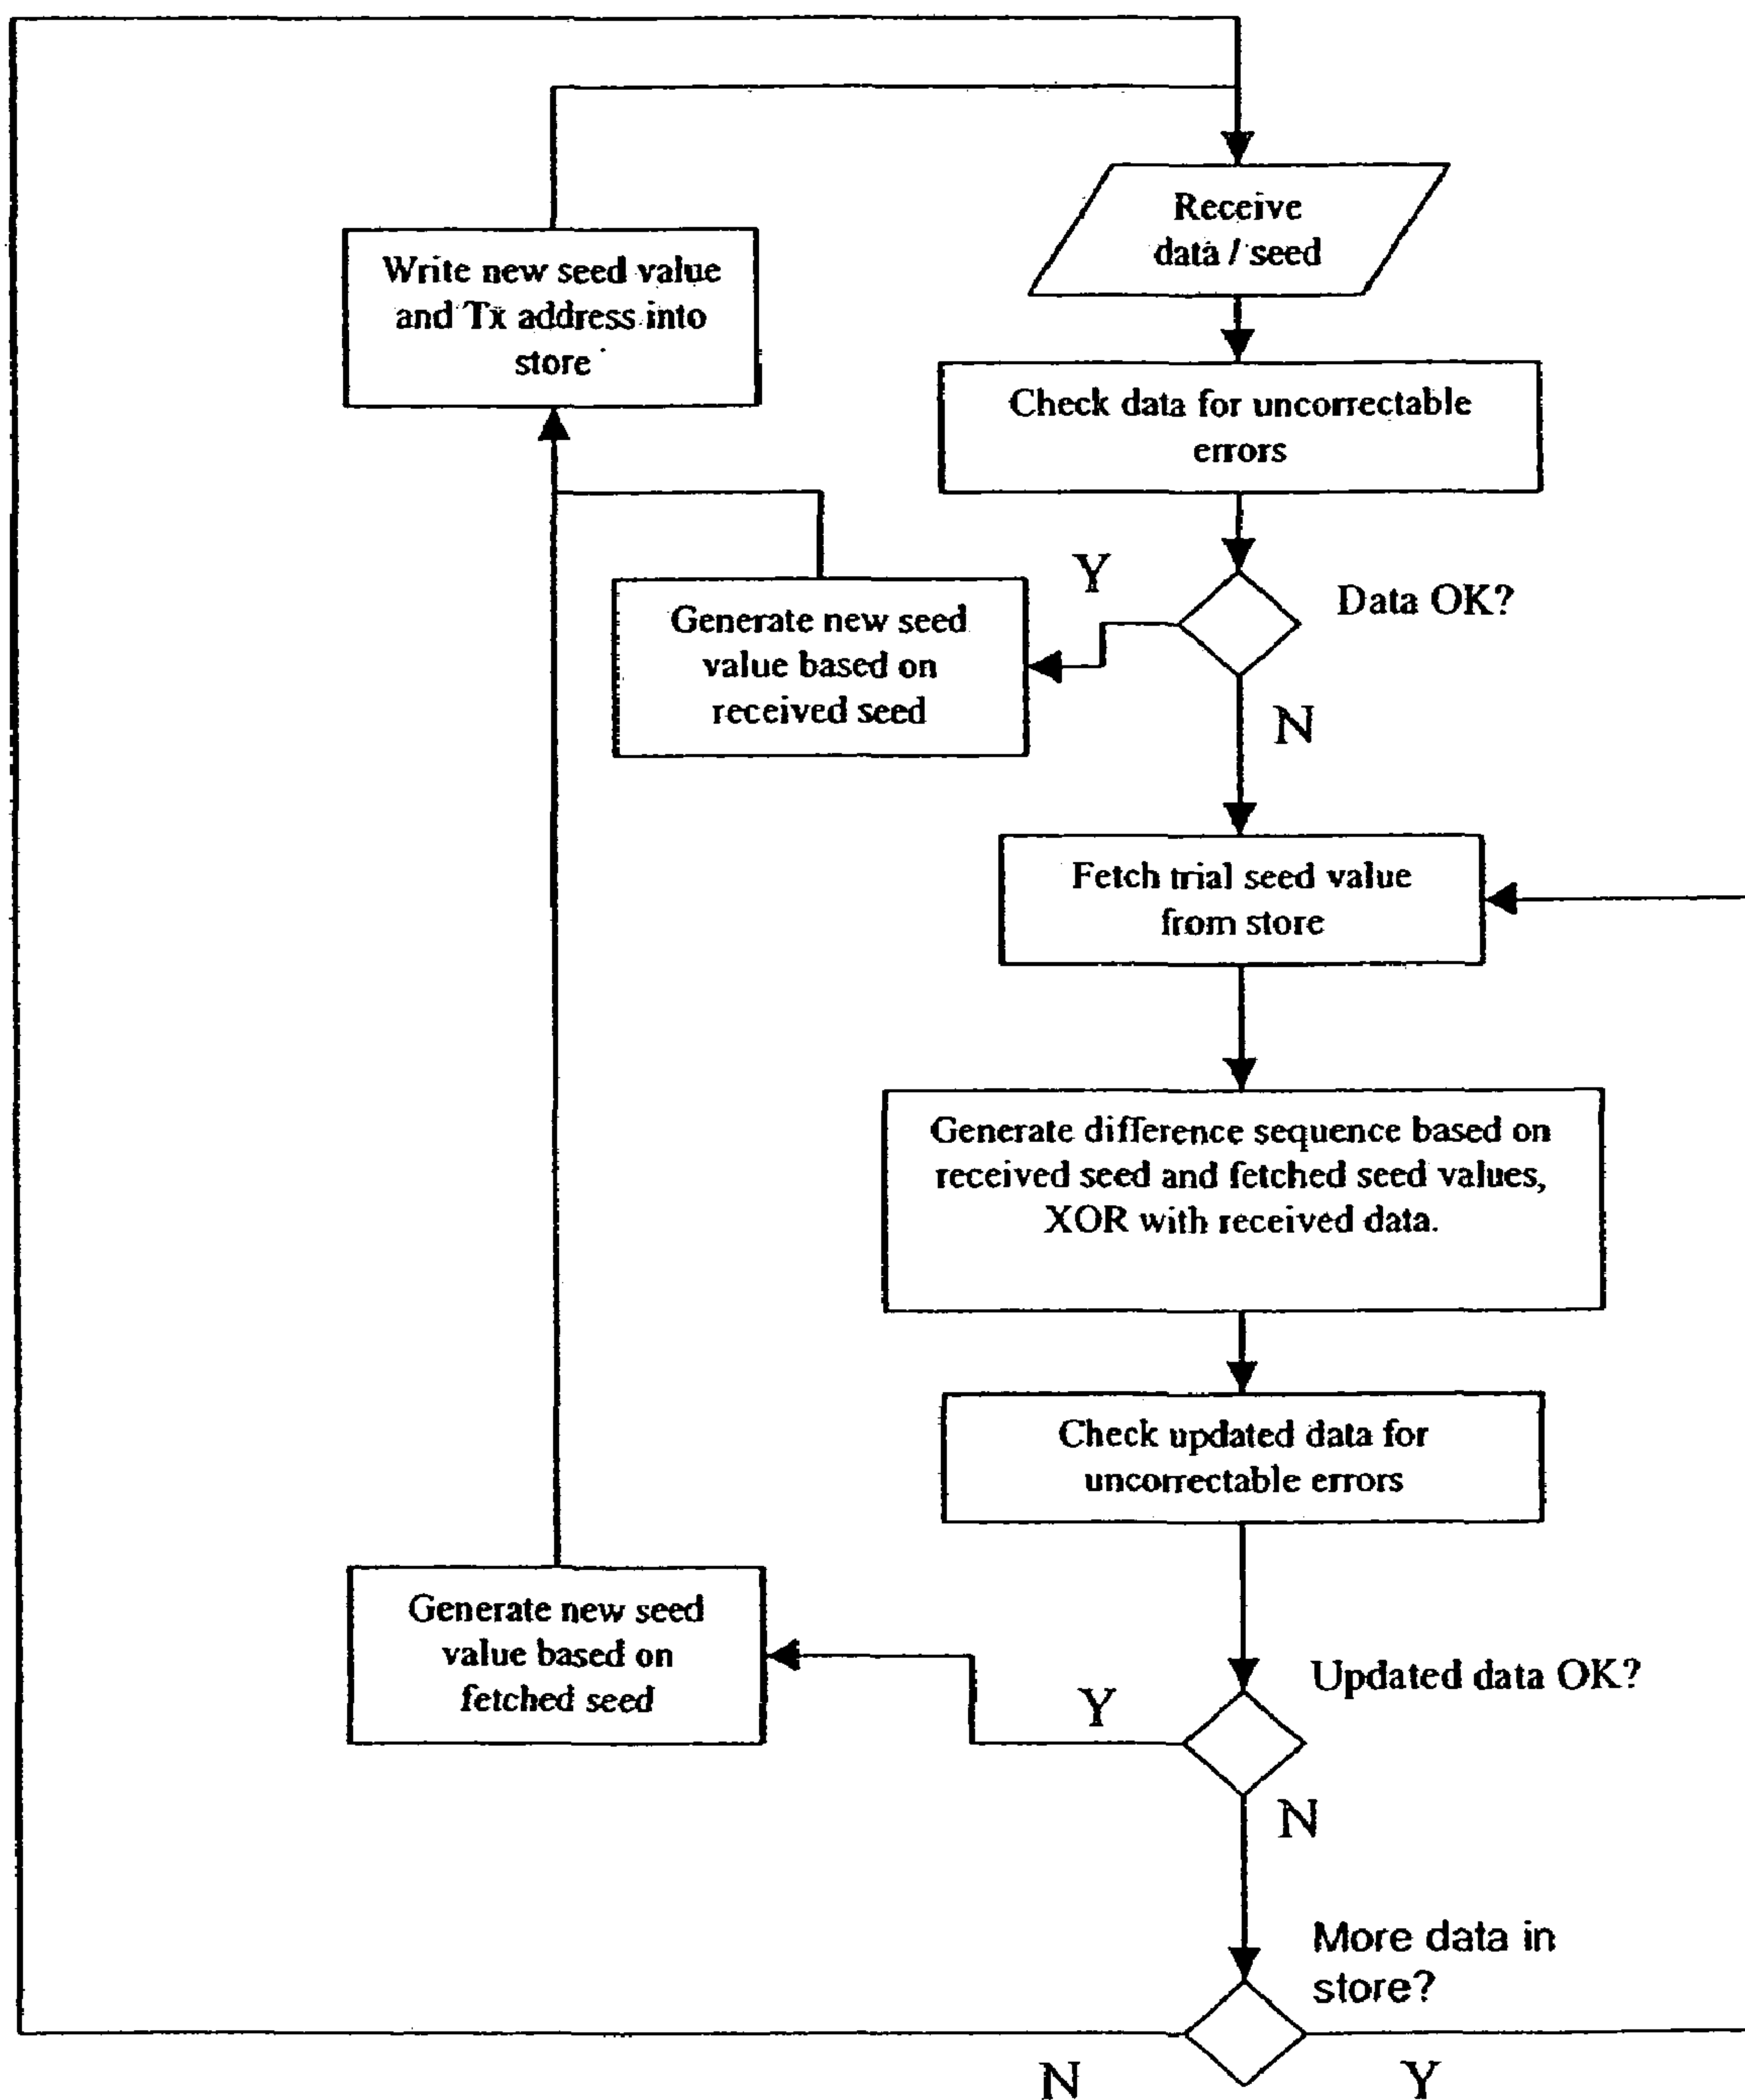 Receive
data / seed
Write new seed value
and Tx address into
store
Check data for uncorrectable
errors
Y
Data OK?
Generate new seed
value based on
received seed
N
Fetch trial seed value
from store
Generate difference sequence based on
received seed and fetched seed values,
XOR with received data.
Check updated data for
uncorrectable errors
Generate new seed
value based on
fetched seed
Updated data OK?
Y
N
More data in
store?
N
Y